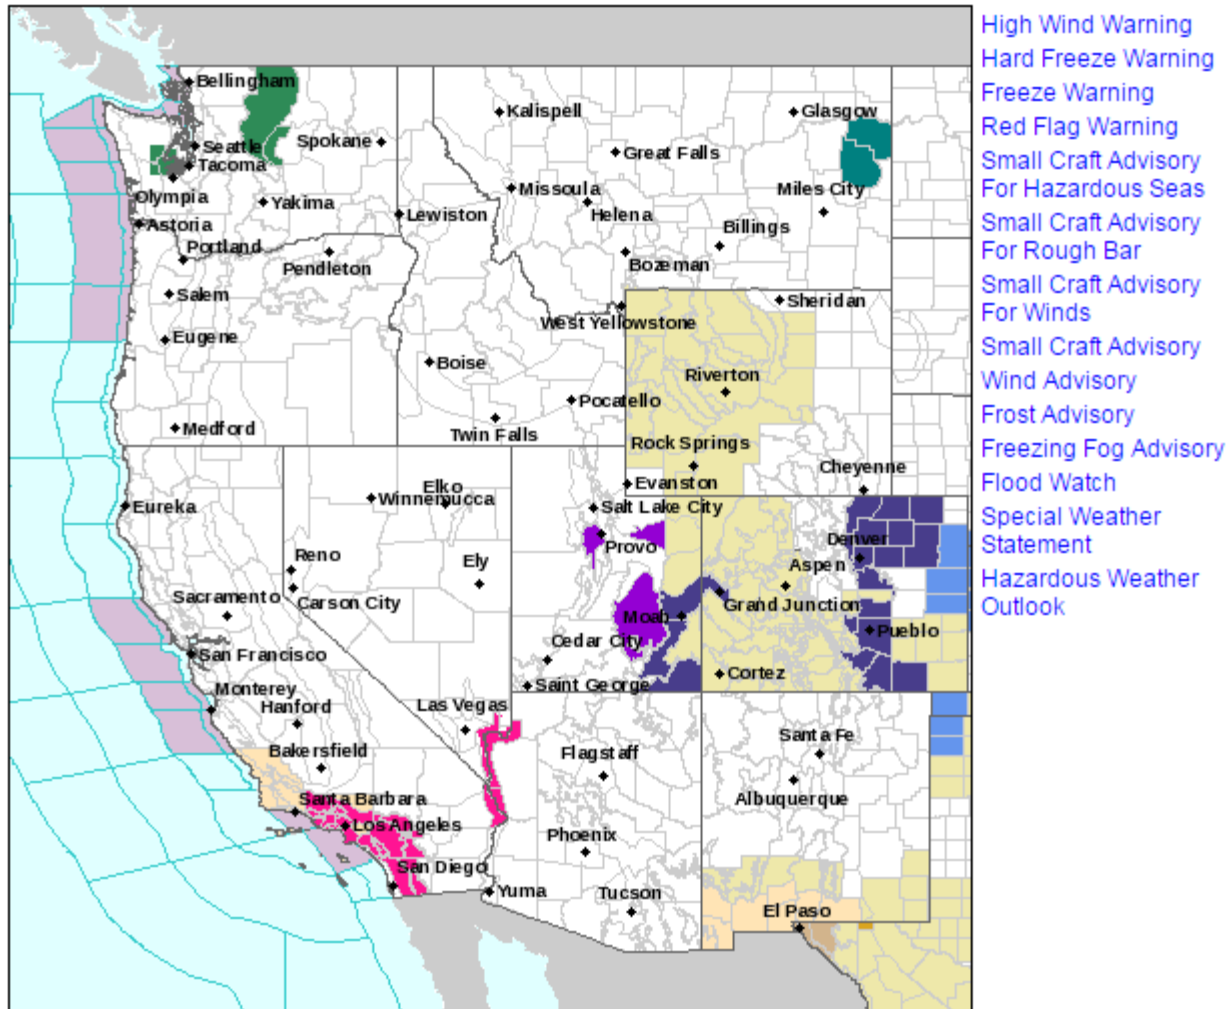 High Wind Warning
Hard Freeze Warning
Freeze Warning
Red Flag Warning
Small Craft Advisory
For Hazardous Seas
Small Craft Advisory
For Rough Bar
Small Craft Advisory
For Winds
Small Craft Advisory
Wind Advisory
Frost Advisory
Freezing Fog Advisory
Flood Watch
Special Weather
Statement
Hazardous Weather
Outlook
Bellingham
Kalispell
Glasgow
Seattle
Spokane
Great Falls
Tacoma
Missoula
Miles City
Olympia
Yakima
Helena
Lewiston
Astoria
Billings
Portland
Pendleton
Bozeman
Salem
Sheridan
West Yellowstone
Eugene
Boise
Riverton
Pocatello
Medford
Twin Falls
Rock Springs
Cheyenne
Evanston
Elko
Winnemucca
Eureka
Salt Lake City
Denver
Provo
Reno
Ely
Aspen
Sacramento
Carson City
Grand Junction
Moab
Pueblo
Cedar City
San Francisco
Cortez
Saint George
Monterey
Hanford
Las Vegas
Santa Fe
Bakersfield
Flagstaff
Santa Barbara
Albuquerque
Los Angeles
Phoenix
San Diego
Yuma
Tucson
El Paso